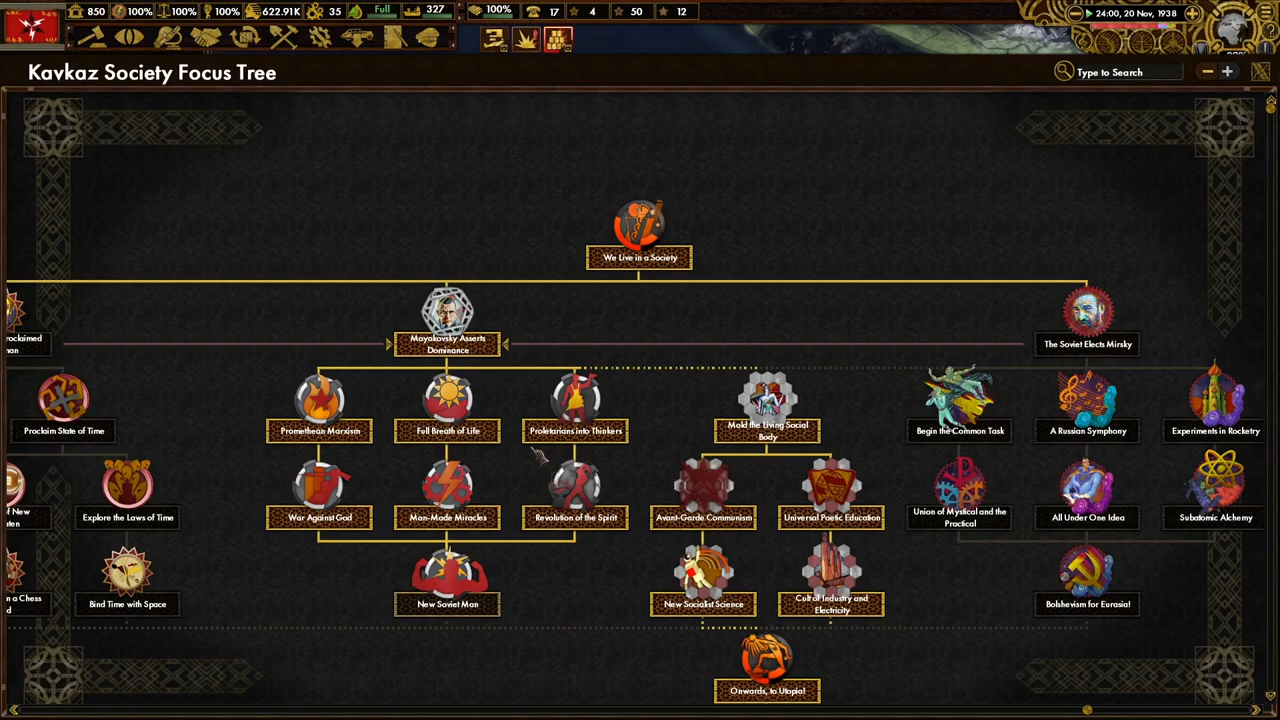 850 100% 100% 100% 622.91K 35 Full 327 100% 17 4 50 12 24:00, 20 Nov, 1938
Kavkaz Society Focus Tree
Type to Search
We Live in a Society
Mayakovsky Asserts
Dominance
The Soviet Elects Mirsky
Proclaim State of Time
Promethean Marxism
Full Breath of Life
Proletarians into Thinkers
Mold the Living Social
Body
Begin the Common Task
A Russian Symphony
Experiments in Rocketry
of New
Explore the Laws of Time
War Against God
Man-Made Miracles
Revolution of the Spirit
Avant-Garde Communism
Universal Poetic Education
Union of Mystical and the
Practical
All Under One Idea
Subatomic Alchemy
n a Chess
Bind Time with Space
New Soviet Man
New Socialist Science
Cult of Industry and
Electricity
Bolshevism for Eurasia!
Onwards, to Utopia!